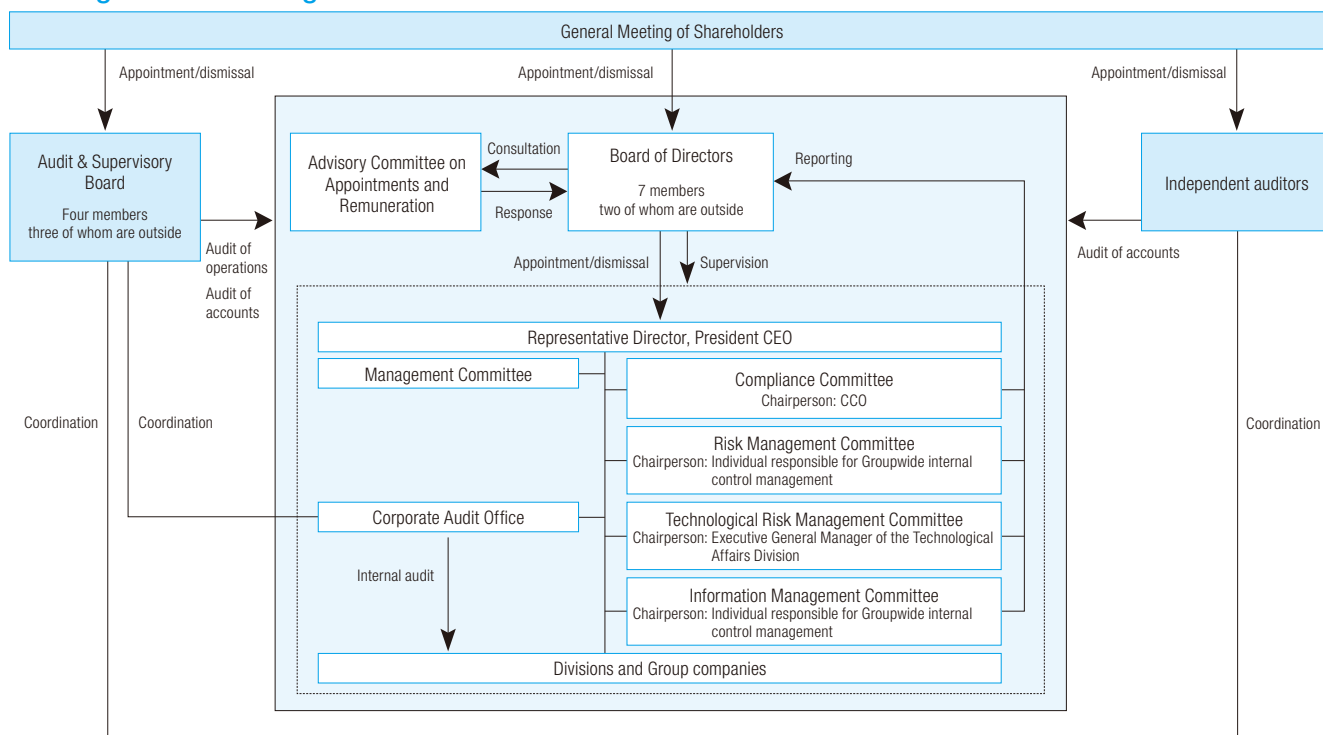 General Meeting of Shareholders
Appointment/dismissal
Appointment/dismissal
Appointment/dismissal
Audit & Supervisory
Board
Four members
three of whom are outside
Advisory Committee on
Appointments and
Remuneration
Consultation
Response
Board of Directors
7 members
two of whom are outside
Reporting
Independent auditors
Audit of
operations
Audit of
accounts
Appointment/dismissal
Supervision
Audit of accounts
Representative Director, President CEO
Management Committee
Compliance Committee
Chairperson: CCO
Coordination
Coordination
Coordination
Risk Management Committee
Chairperson: Individual responsible for Groupwide internal
control management
Corporate Audit Office
Technological Risk Management Committee
Chairperson: Executive General Manager of the Technological
Affairs Division
Internal audit
Information Management Committee
Chairperson: Individual responsible for Groupwide internal
control management
Divisions and Group companies